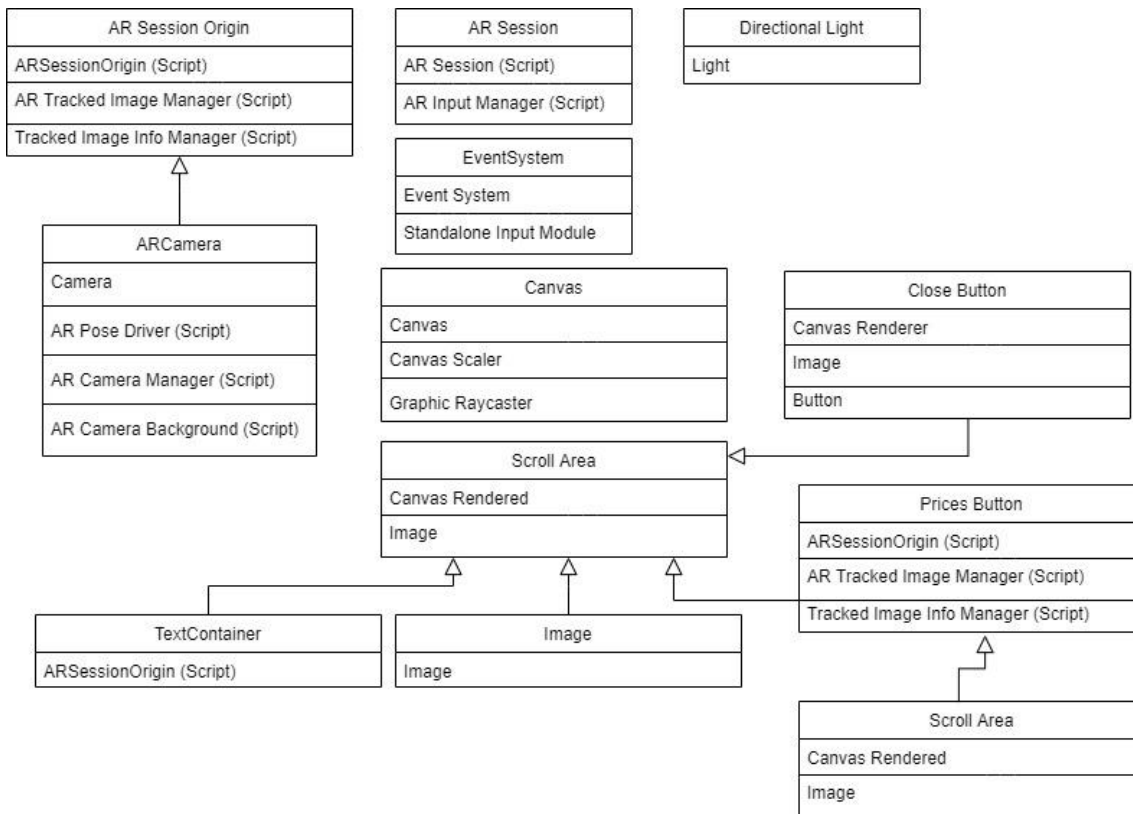 AR Session Origin
ARSessionOrigin (Script)
AR Tracked Image Manager (Script)
Tracked Image Info Manager (Script)
AR Session
AR Session (Script)
AR Input Manager (Script)
Directional Light
Light
EventSystem
Event System
Standalone Input Module
ARCamera
Camera
AR Pose Driver (Script)
AR Camera Manager (Script)
AR Camera Background (Script)
Canvas
Canvas
Canvas Scaler
Graphic Raycaster
Close Button
Canvas Renderer
Image
Button
Scroll Area
Canvas Rendered
Image
Prices Button
ARSessionOrigin (Script)
AR Tracked Image Manager (Script)
Tracked Image Info Manager (Script)
TextContainer
ARSessionOrigin (Script)
Image
Image
Scroll Area
Canvas Rendered
Image